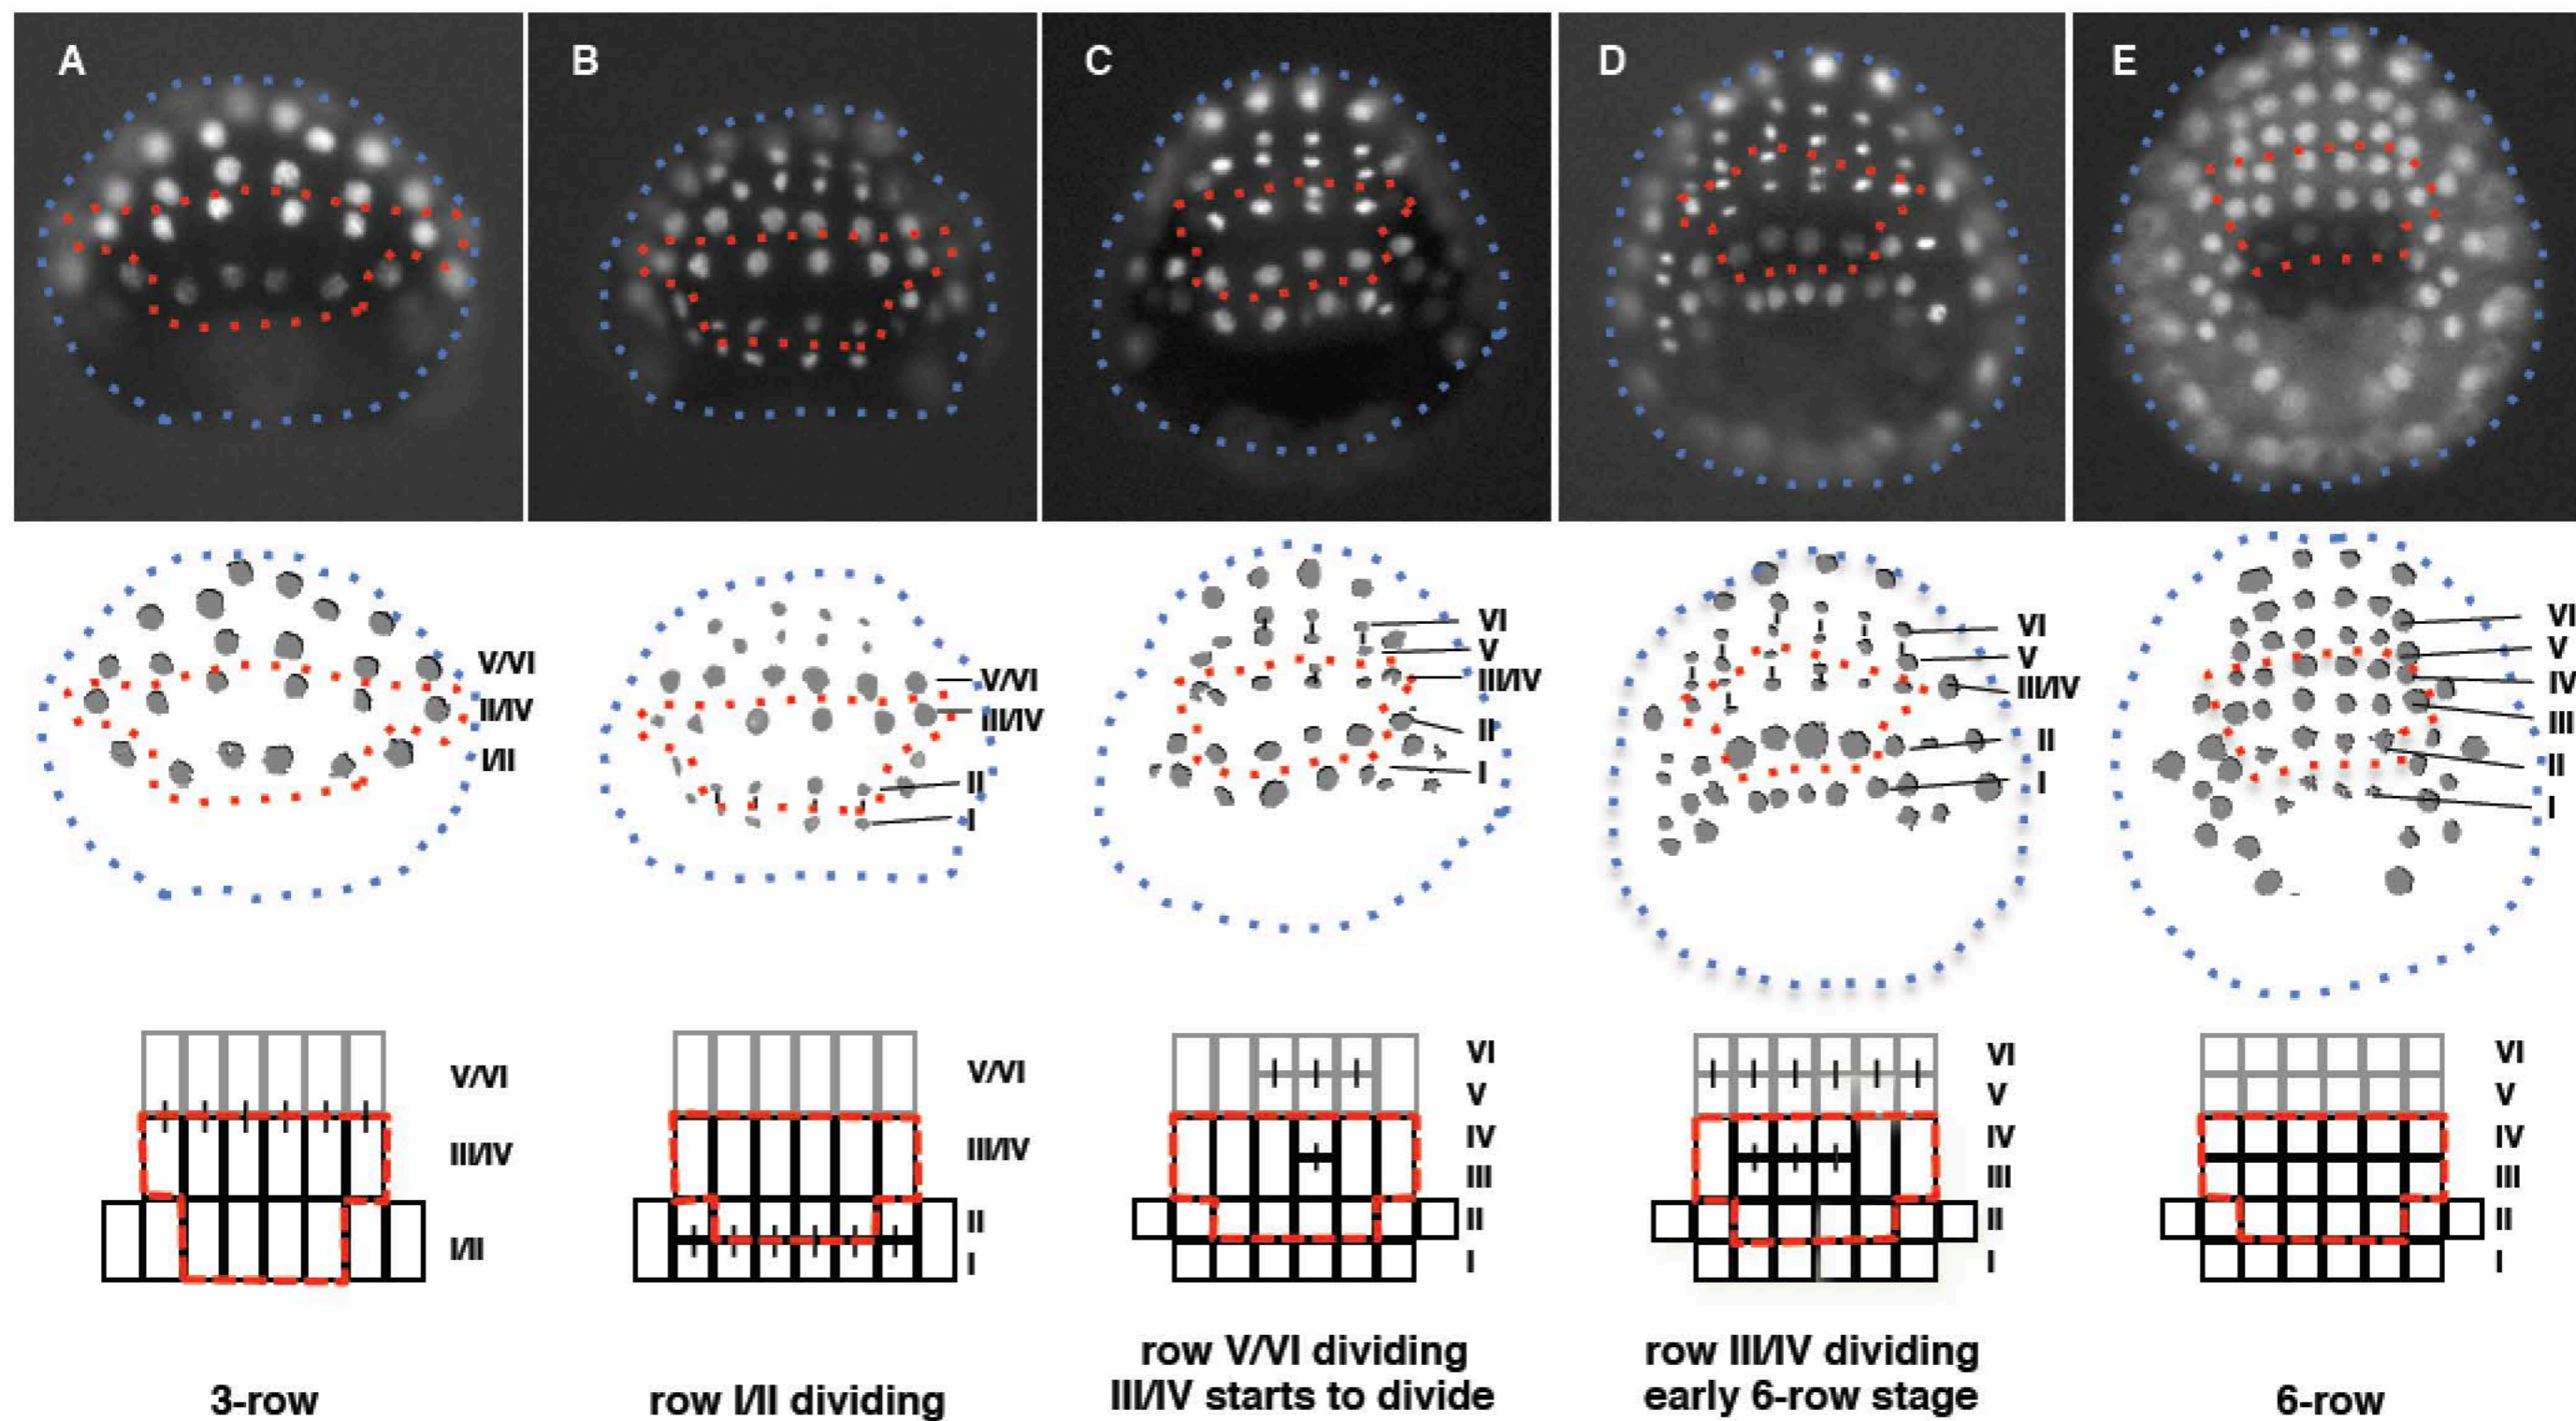 A
B
C
D
E
V/VI
II/IV
I/II
V/VI
III/IV
II
I
VI
V
III/IV
II
I
VI
V
III/IV
II
I
VI
V
IV
III
II
I
V/VI
III/IV
I/II
V/VI
III/IV
II
I
VI
V
IV
III
II
I
VI
V
IV
III
II
I
VI
V
IV
III
II
I
3-row
row I/II dividing
row V/VI dividing
III/IV starts to divide
row III/IV dividing
early 6-row stage
6-row